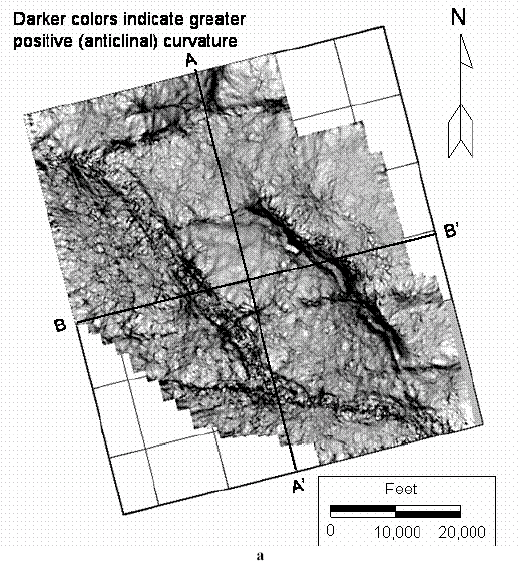 Darker colors indicate greater
positive (anticlinal) curvature
N
A
B'
B
A'
Feet
0 10,000 20,000
a